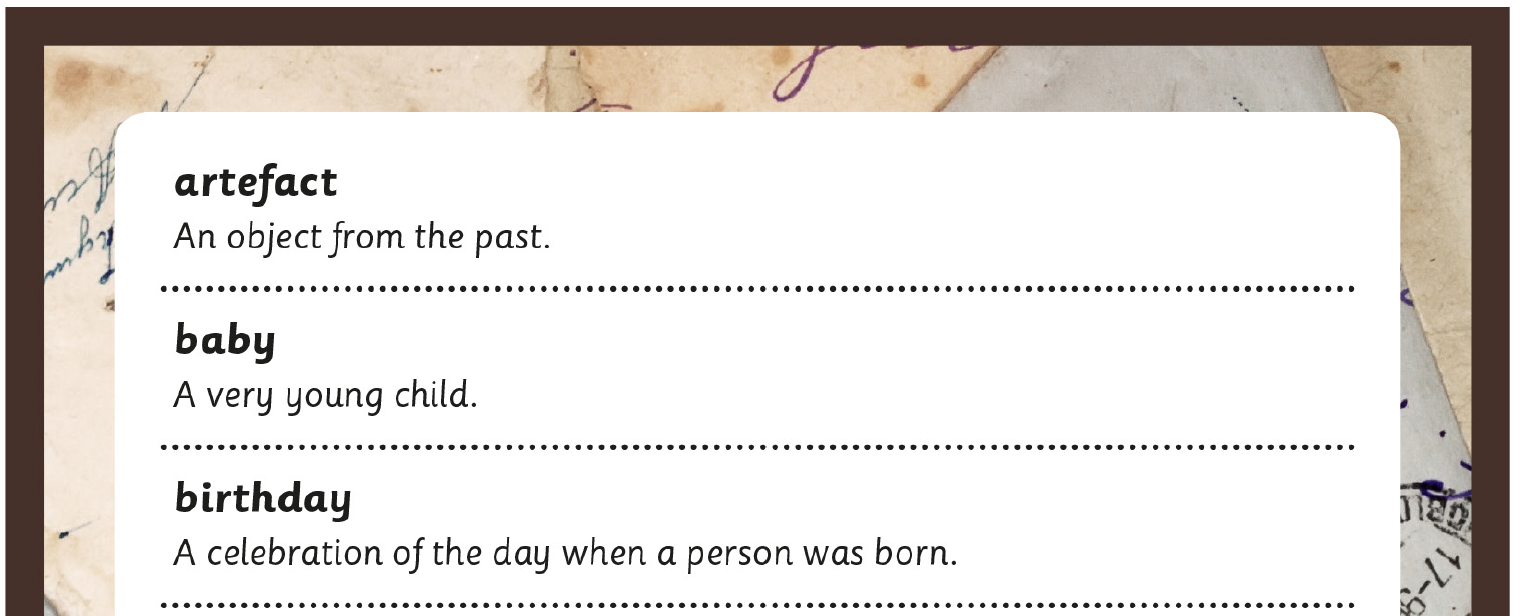 artefact
An object from the past.
baby
A very young child.
birthday
A celebration of the day when a person was born.